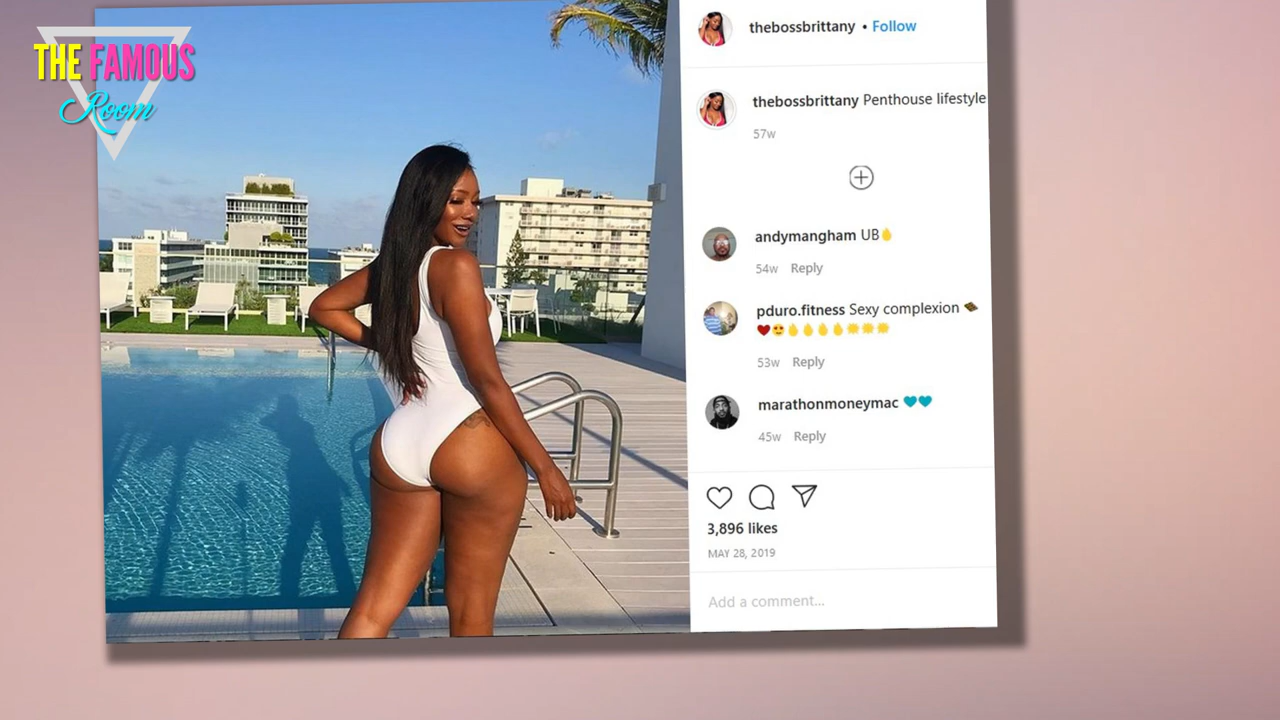 THE FAMOUS
Room
thebossbrittany • Follow
thebossbrittany Penthouse lifestyle
57w
andymangham UB
54w Reply
pduro.fitness Sexy complexion
53w Reply
marathonmoneymac
45w Reply
3,896 likes
MAY 28, 2019
Add a comment...